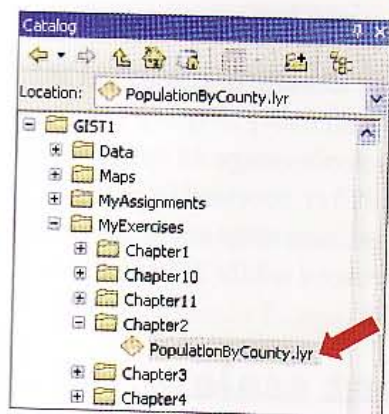 Catalog
Location: PopulationByCounty.lyr
GIST1
Data
Maps
MyAssignments
MyExercises
Chapter1
Chapter10
Chapter11
Chapter2
PopulationByCounty.lyr
Chapter3
Chapter4